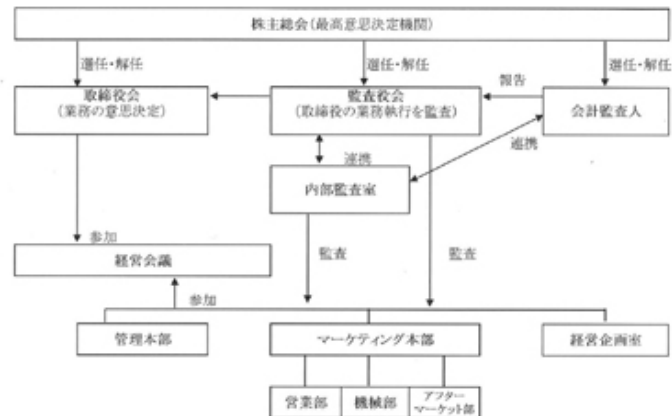 株主総会(最高意思決定機関)
選任・解任
選任・解任
選任・解任
取締役会
(業務の意思決定)
監査役会
(取締役の業務執行を監査)
報告
会計監査人
連携
連携
内部監査室
参加
監査
監査
経営会議
参加
管理本部
マーケティング本部
経営企画室
営業部
機械部
アフター
マーケット部